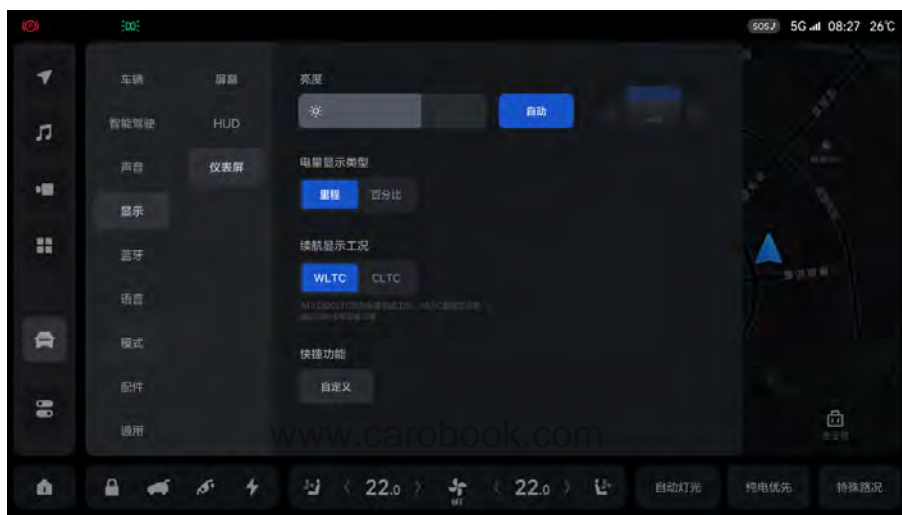 SOS 5G 08:27 26℃
车辆
智能驾驶
声音
显示
蓝牙
语音
模式
配件
通用
屏幕
HUD
仪表屏
亮度
自动
电量显示类型
里程 百分比
续航显示工况
WLTC CLTC
快捷功能
自定义
www.carobook.com
22.0 OFF 22.0 自动灯光 纯电优先 特殊路况